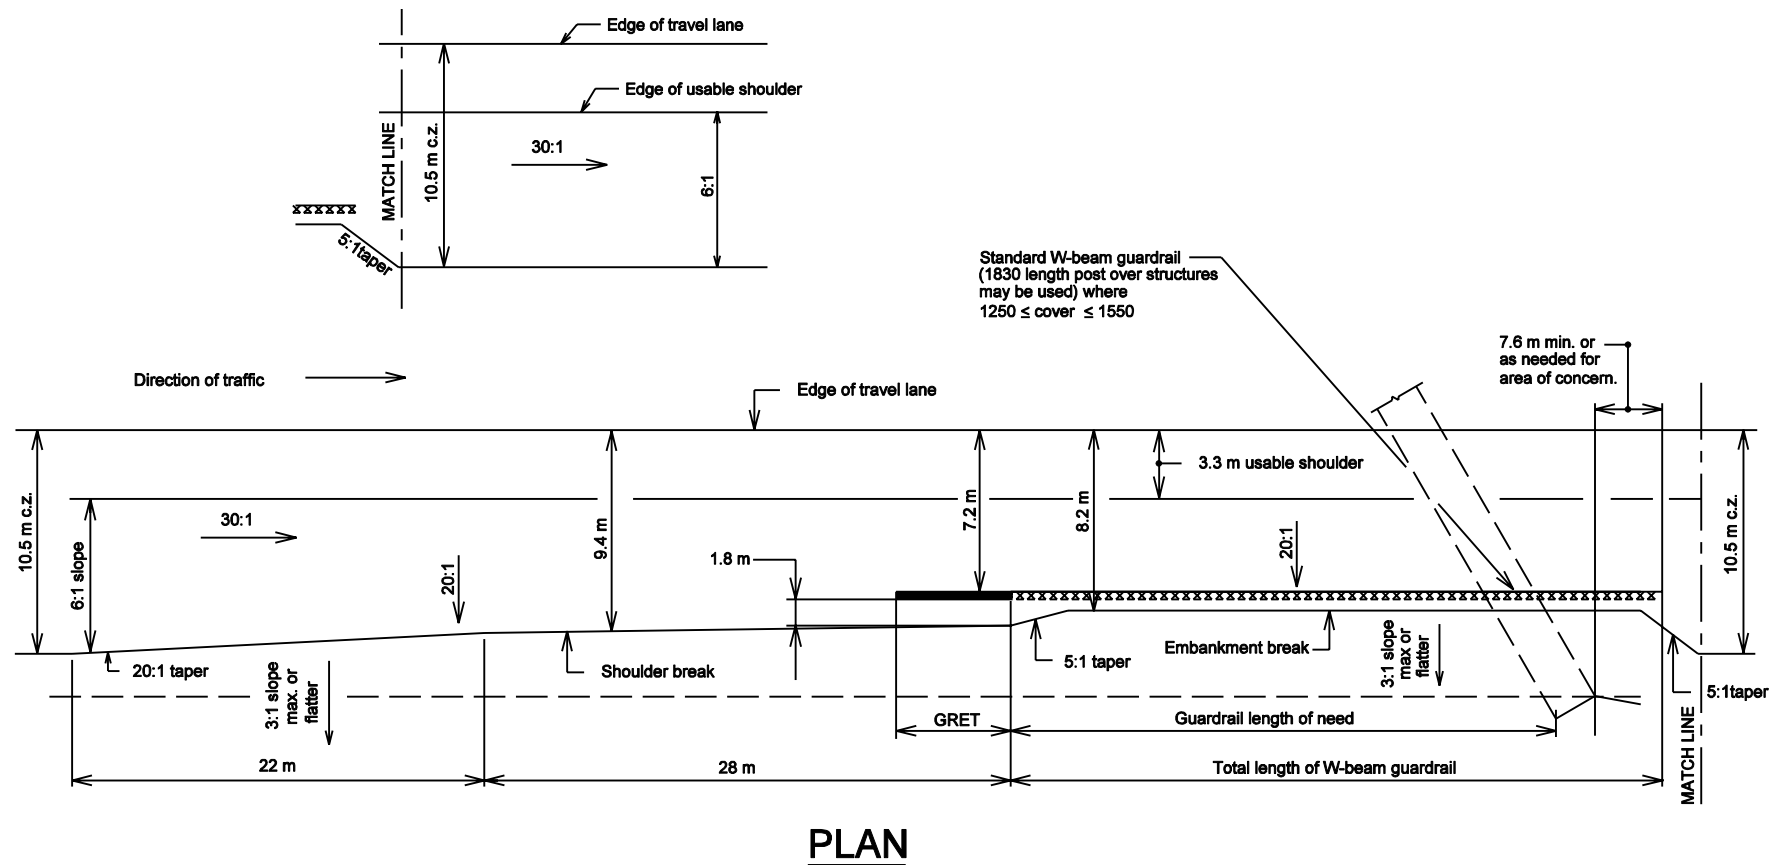 Edge of travel lane
Edge of usable shoulder
MATCH LINE
10.5 m c.z.
30:1
6:1
5:1taper
Standard W-beam guardrail
(1830 length post over structures
may be used) where
1250 ≤ cover ≤ 1550
7.6 m min. or
as needed for
area of concern.
Direction of traffic
Edge of travel lane
3.3 m usable shoulder
10.5 m c.z.
6:1 slope
30:1
20:1
9.4 m
1.8 m
7.2 m
8.2 m
20:1
10.5 m c.z.
20:1 taper
3:1 slope
max. or
flatter
Shoulder break
5:1 taper
Embankment break
3:1 slope
max or
flatter
5:1taper
GRET
Guardrail length of need
22 m
28 m
Total length of W-beam guardrail
MATCH LINE
PLAN